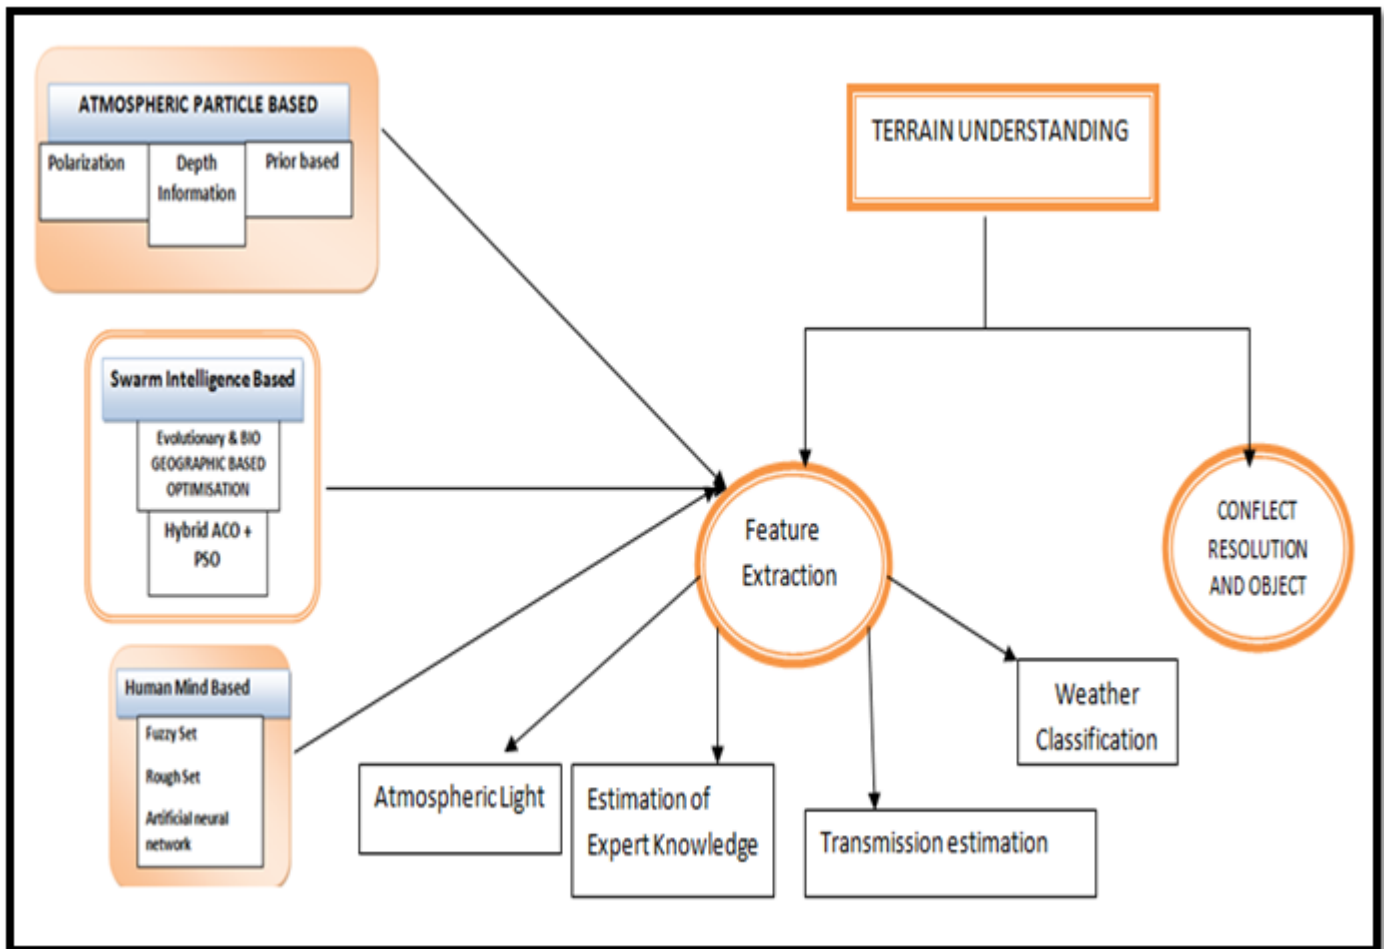 ATMOSPHERIC PARTICLE BASED
Polarization
Depth
Information
Prior based
Swarm Intelligence Based
Evolutionary & BIO
GEOGRAPHIC BASED
OPTIMISATION
Hybrid ACO +
PSO
Human Mind Based
Fuzzy Set
Rough Set
Artificial neural
network
TERRAIN UNDERSTANDING
Feature
Extraction
CONFLECT
RESOLUTION
AND OBJECT
Atmospheric Light
Estimation of
Expert Knowledge
Transmission estimation
Weather
Classification